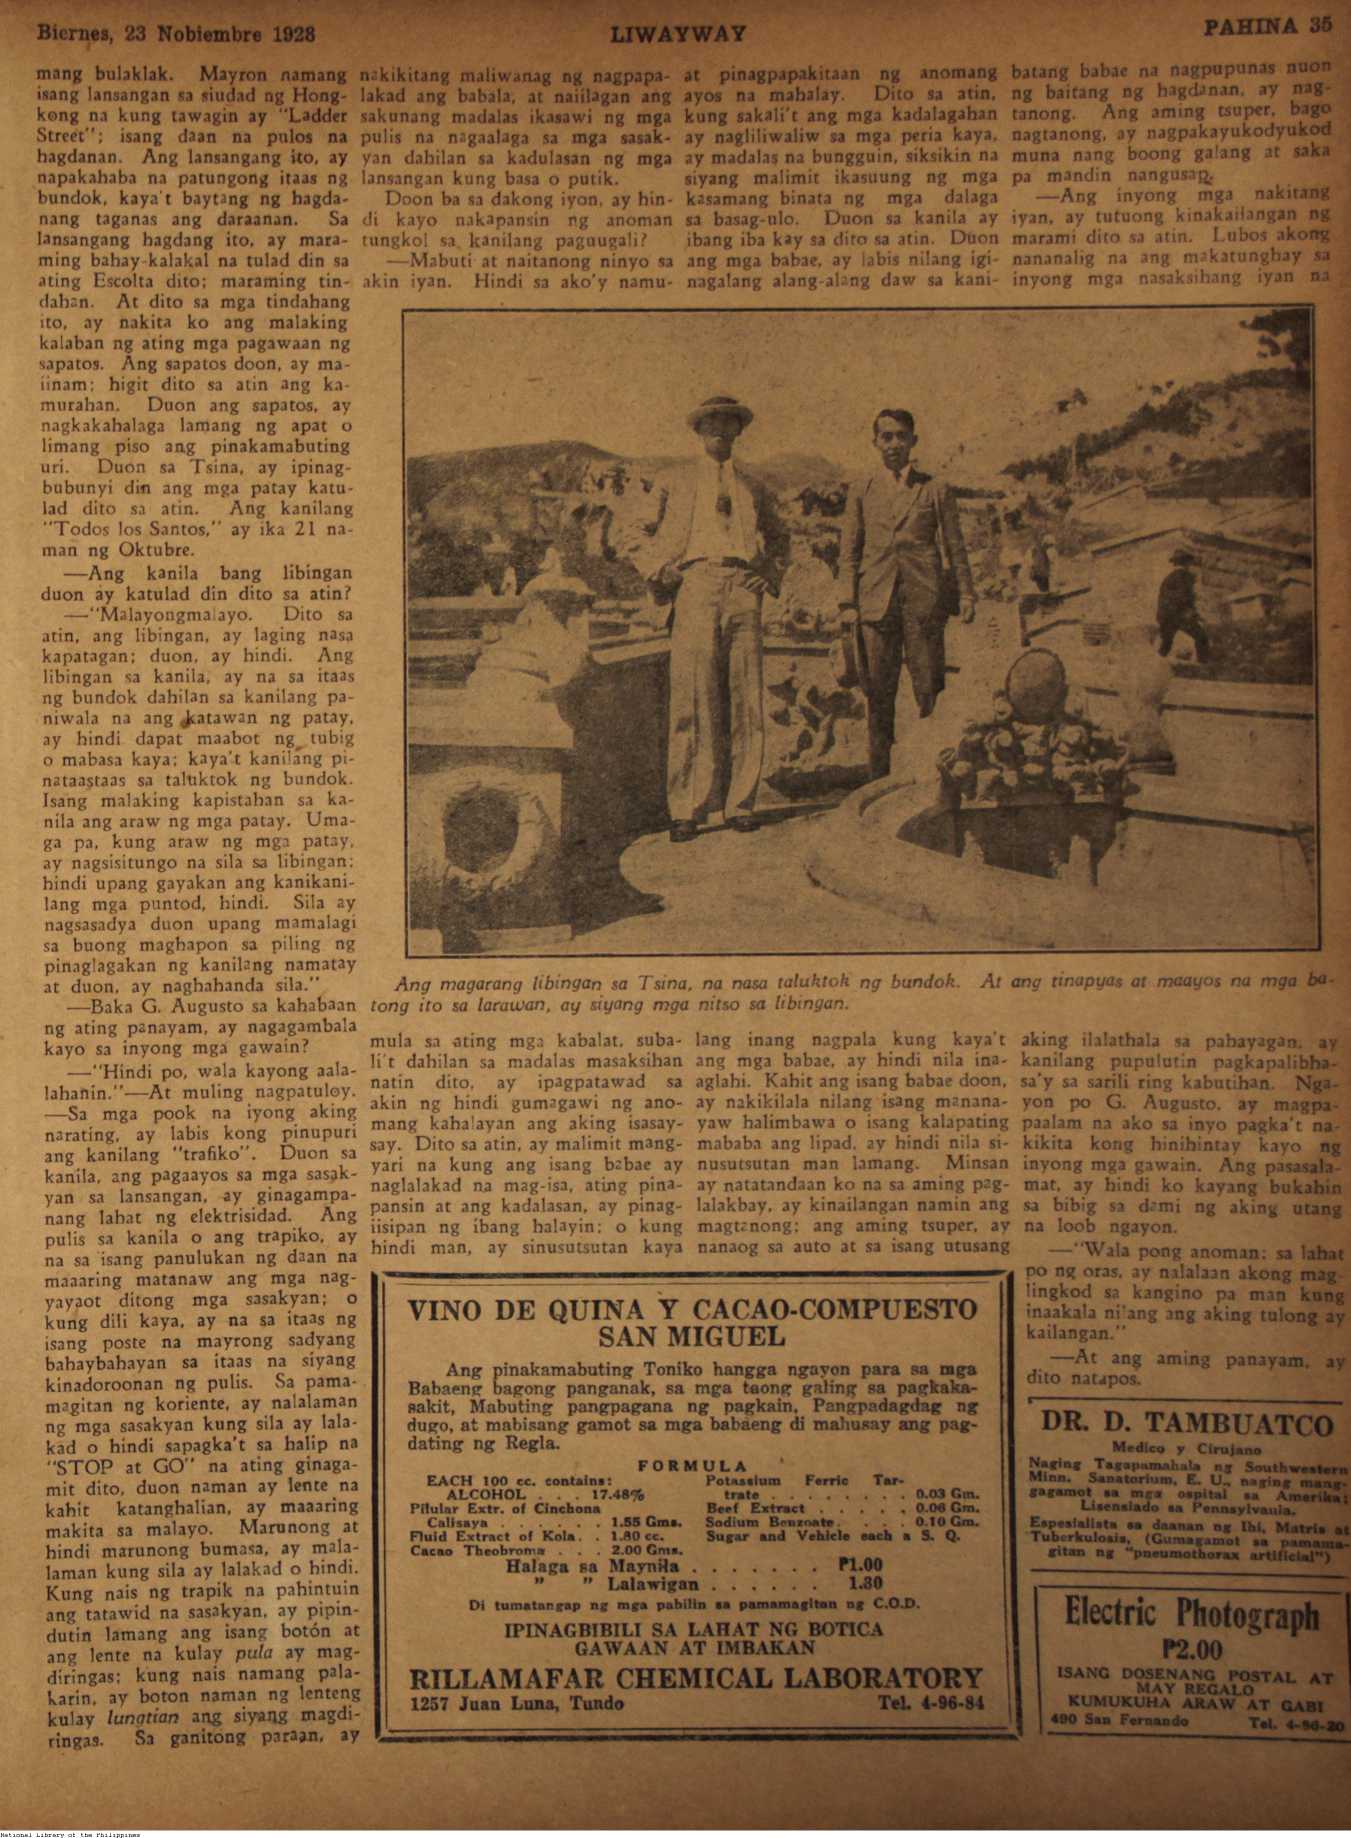 Biernes, 23 Nobiembre 1928
LIWAYWAY
PAHINA 35
mang bulaklak. Mayron namang
isang lansangan sa siudad ng Hong-
kong na kung tawagin ay "Ladder
Street"; isang daan na pulos na
hagdanan. Ang lansangang ito, ay
napakahaba na patungong itaas ng
bundok, kaya't baytang ng hagda-
nang taganas ang daraanan. Sa
lansangang hagdang ito, ay mara-
ming bahay-kalakal na tulad din sa
ating Escolta dito; maraming tin-
dahan. At dito sa mga tindahang
ito, ay nakita ko ang malaking
kalaban ng ating mga pagawaan ng
sapatos. Ang sapatos doon, ay ma-
iinam; higit dito sa atin ang ka-
murahan. Duon ang sapatos, ay
nagkakahalaga lamang ng apat o
limang piso ang pinakamabuting
uri. Duon sa Tsina, ay ipinag-
bubunyi din ang mga patay katu-
lad dito sa atin. Ang kanilang
"Todos los Santos," ay ika 21 na-
man ng Oktubre.
—Ang kanila bang libingan
duon ay katulad din dito sa atin?
—"Malayongmalayo. Dito sa
atin, ang libingan, ay laging nasa
kapatagan; duon, ay hindi. Ang
libingan sa kanila, ay na sa itaas
ng bundok dahilan sa kanilang pa-
niwala na ang katawan ng patay,
ay hindi dapat maabot ng tubig
o mabasa kaya; kaya't kanilang pi-
nataastaas sa taluktok ng bundok.
Isang malaking kapistahan sa ka-
nila ang araw ng mga patay. Uma-
ga pa, kung araw ng mga patay,
ay nagsisitungo na sila sa libingan;
hindi upang gayakan ang kanikani-
lang mga puntod, hindi. Sila ay
nagsasadya duon upang mamalagi
sa buong maghapon sa piling ng
pinaglagakan ng kanilang namatay
at duon, ay naghahanda sila."
—Baka G. Augusto sa kahabaan
ng ating panayam, ay nagagambala
kayo sa inyong mga gawain?
—"Hindi po, wala kayong aala-
lahanin."—At muling nagpatuloy.
—Sa mga pook na iyong aking
narating, ay labis kong pinupuri
ang kanilang "trafiko". Duon sa
kanila, ang pagaayos sa mga sasak-
yan sa lansangan, ay ginagampa-
nang lahat ng elektrisidad. Ang
pulis sa kanila o ang trapiko, ay
na sa isang panulukan ng daan na
maaaring matanaw ang mga nag-
yayaot ditong mga sasakyan; o
kung dili kaya, ay na sa itaas ng
isang poste na mayrong sadyang
bahaybahayan sa itaas na siyang
kinadoroonan ng pulis. Sa pama-
magitan ng koriente, ay nalalaman
ng mga sasakyan kung sila ay lala-
kad o hindi sapagka't sa halip na
"STOP at GO" na ating ginaga-
mit dito, duon naman ay lente na
kahit katanghalian, ay maaaring
makita sa malayo. Marunong at
hindi marunong bumasa, ay mala-
laman kung sila ay lalakad o hindi.
Kung nais ng trapik na pahintuin
ang tatawid na sasakyan, ay pipin-
dutin lamang ang isang botón at
ang lente na kulay pula ay mag-
diringas; kung nais namang pala-
karin, ay boton naman ng lenteng
kulay lungtian ang siyang magdi-
ringas. Sa ganitong paraan, ay
nakikitang maliwanag ng nagpapa-
lakad ang babala, at naiilagan ang
sakunang madalas ikasawi ng mga
pulis na nagaalaga sa mga sasak-
yan dahilan sa kadulasan ng mga
lansangan kung basa o putik.
Doon ba sa dakong iyon, ay hin-
di kayo nakapansin ng anoman
tungkol sa kanilang paguugali?
—Mabuti at naitanong ninyo sa
akin iyan. Hindi sa ako'y namu-
at pinagpapakitaan ng anomang
ayos na mahalay. Dito sa atin,
kung sakali't ang mga kadalagahan
ay nagliliwaliw sa mga peria kaya,
ay madalas na bungguin, siksikin na
siyang malimit ikasuung ng mga
kasamang binata ng mga dalaga
sa basag-ulo. Duon sa kanila ay
ibang iba kay sa dito sa atin. Duon
ang mga babae, ay labis nilang igi-
nagalang alang-alang daw sa kani-
batang babae na nagpupunas nuon
ng baitang ng hagdanan, ay nag-
tanong. Ang aming tsuper, bago
nagtanong, ay nagpakayukodyukod
muna nang boong galang at saka
pa mandin nangusap.
—Ang inyong mga nakitang
iyan, ay tutuong kinakailangan ng
marami dito sa atin. Lubos akong
nananalig na ang makatunghay sa
inyong mga nasaksihang iyan na
Ang magarang libingan sa Tsina, na nasa taluktok ng bundok. At ang tinapyas at maayos na mga ba-
tong ito sa larawan, ay siyang mga nitso sa libingan.
mula sa ating mga kabalat, suba-
li't dahilan sa madalas masaksihan
natin dito, ay ipagpatawad sa
akin ng hindi gumagawi ng ano-
mang kahalayan ang aking isasay-
say. Dito sa atin, ay malimit mang-
yari na kung ang isang babae ay
naglalakad na mag-isa, ating pina-
pansin at ang kadalasan, ay pinag-
iisipan ng ibang halayin; o kung
hindi man, ay sinusutsutan kaya
lang inang nagpala kung kaya't
ang mga babae, ay hindi nila ina-
aglahi. Kahit ang isang babae doon,
ay nakikilala nilang isang manana-
yaw halimbawa o isang kalapating
mababa ang lipad, ay hindi nila si-
nusutsutan man lamang. Minsan
ay natatandaan ko na sa aming pag-
lalakbay, ay kinailangan namin ang
magtanong; ang aming tsuper, ay
nanaog sa auto at sa isang utusang
aking ilalathala sa pahayagan, ay
kanilang pupulutin pagkapalibha-
sa'y sa sarili ring kabutihan. Nga-
yon po G. Augusto, ay magpa-
paalam na ako sa inyo pagka't na-
kikita kong hinihintay kayo ng
inyong mga gawain. Ang pasasala-
mat, ay hindi ko kayang bukahin
sa bibig sa dami ng aking utang
na loob ngayon.
—"Wala pong anoman; sa lahat
po ng oras, ay nalalaan akong mag-
lingkod sa kangino pa man kung
inaakala nilang ang aking tulong ay
kailangan."
—At ang aming panayam, ay
dito natapos.
VINO DE QUINA Y CACAO-COMPUESTO
SAN MIGUEL
Ang pinakamabuting Toniko hangga ngayon para sa mga
Babaeng bagong panganak, sa mga taong galing sa pagkaka-
sakit, Mabuting pangpagana ng pagkain, Pangpadagdag ng
dugo, at mabisang gamot sa mga babaeng di mahusay ang pag-
dating ng Regla.
FORMULA
EACH 100 cc. contains:
ALCOHOL . . . 17.48%
Pilular Extr. of Cinchona
Calisaya . . . . . . . 1.55 Gms.
Fluid Extract of Kola. . 1.80 cc.
Cacao Theobroma . . . 2.00 Gms.
Potassium Ferric Tar-
trate . . . . . . . . . 0.03 Gm.
Beef Extract . . . . . 0.06 Gm.
Sodium Benzoate. . . . 0.10 Gm.
Sugar and Vehicle each a S. Q.
Halaga sa Maynila . . . . . . . ₱1.00
" " Lalawigan . . . . . . 1.30
Di tumatangap ng mga pabilin sa pamamagitan ng C.O.D.
IPINAGBIBILI SA LAHAT NG BOTICA
GAWAAN AT IMBAKAN
RILLAMAFAR CHEMICAL LABORATORY
1257 Juan Luna, Tundo Tel. 4-96-84
DR. D. TAMBUATCO
Medico y Cirujano
Naging Tagapamahala ng Southwestern
Minn. Sanatorium, E. U., naging mang-
gagamot sa mga ospital sa Amerika;
Lisensiado sa Pennsylvania.
Espesialista sa daanan ng Ihi, Matris at
Tuberkulosis, (Gumagamot sa pamama-
gitan ng "pneumothorax artificial")
Electric Photograph
₱2.00
ISANG DOSENANG POSTAL AT
MAY REGALO
KUMUKUHA ARAW AT GABI
490 San Fernando Tel. 4-86-20
National Library of the Philippines